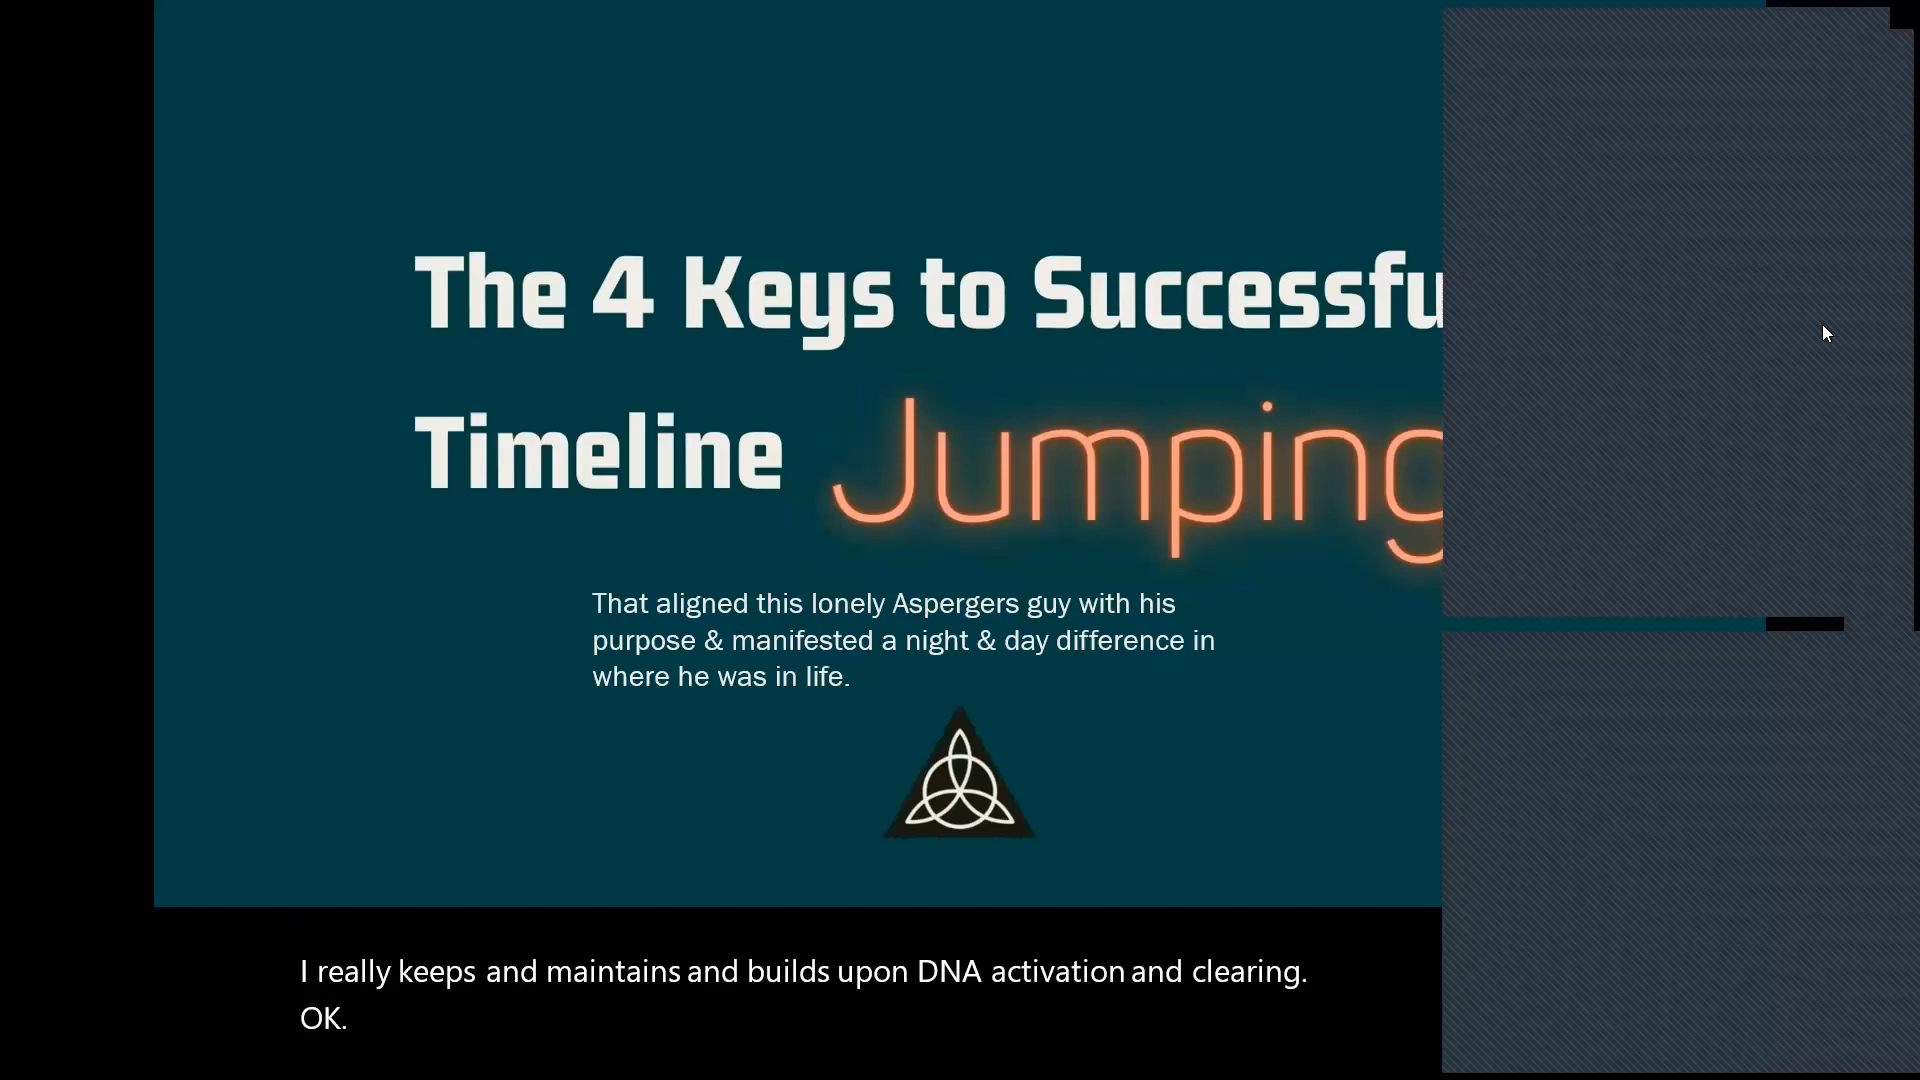 The 4 Keys to Successfu
Timeline Jumping
That aligned this lonely Aspergers guy with his
purpose & manifested a night & day difference in
where he was in life.
I really keeps and maintains and builds upon DNA activation and clearing.
OK.